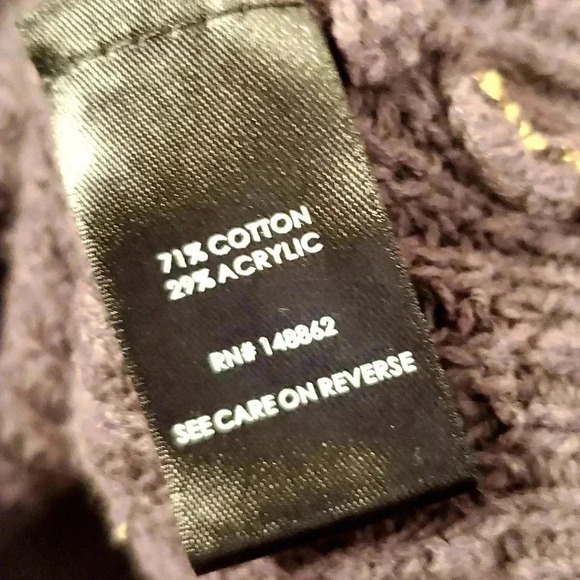 71% COTTON
29% ACRYLIC
RN# 148862
SEE CARE ON REVERSE